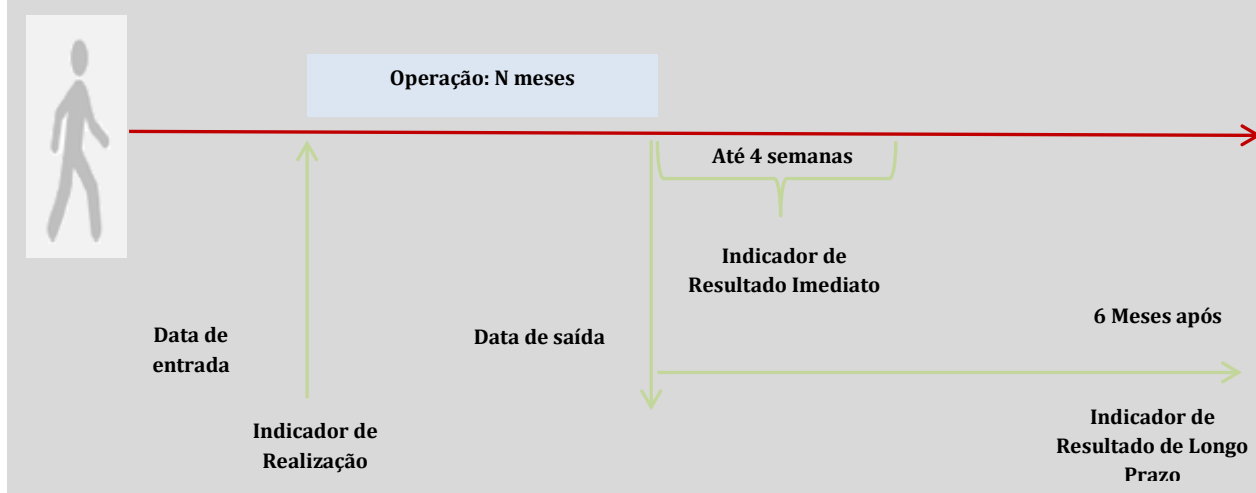 Operação: N meses
Até 4 semanas
Indicador de
Resultado Imediato
6 Meses após
Data de
entrada
Data de saída
Indicador de
Realização
Indicador de
Resultado de Longo
Prazo